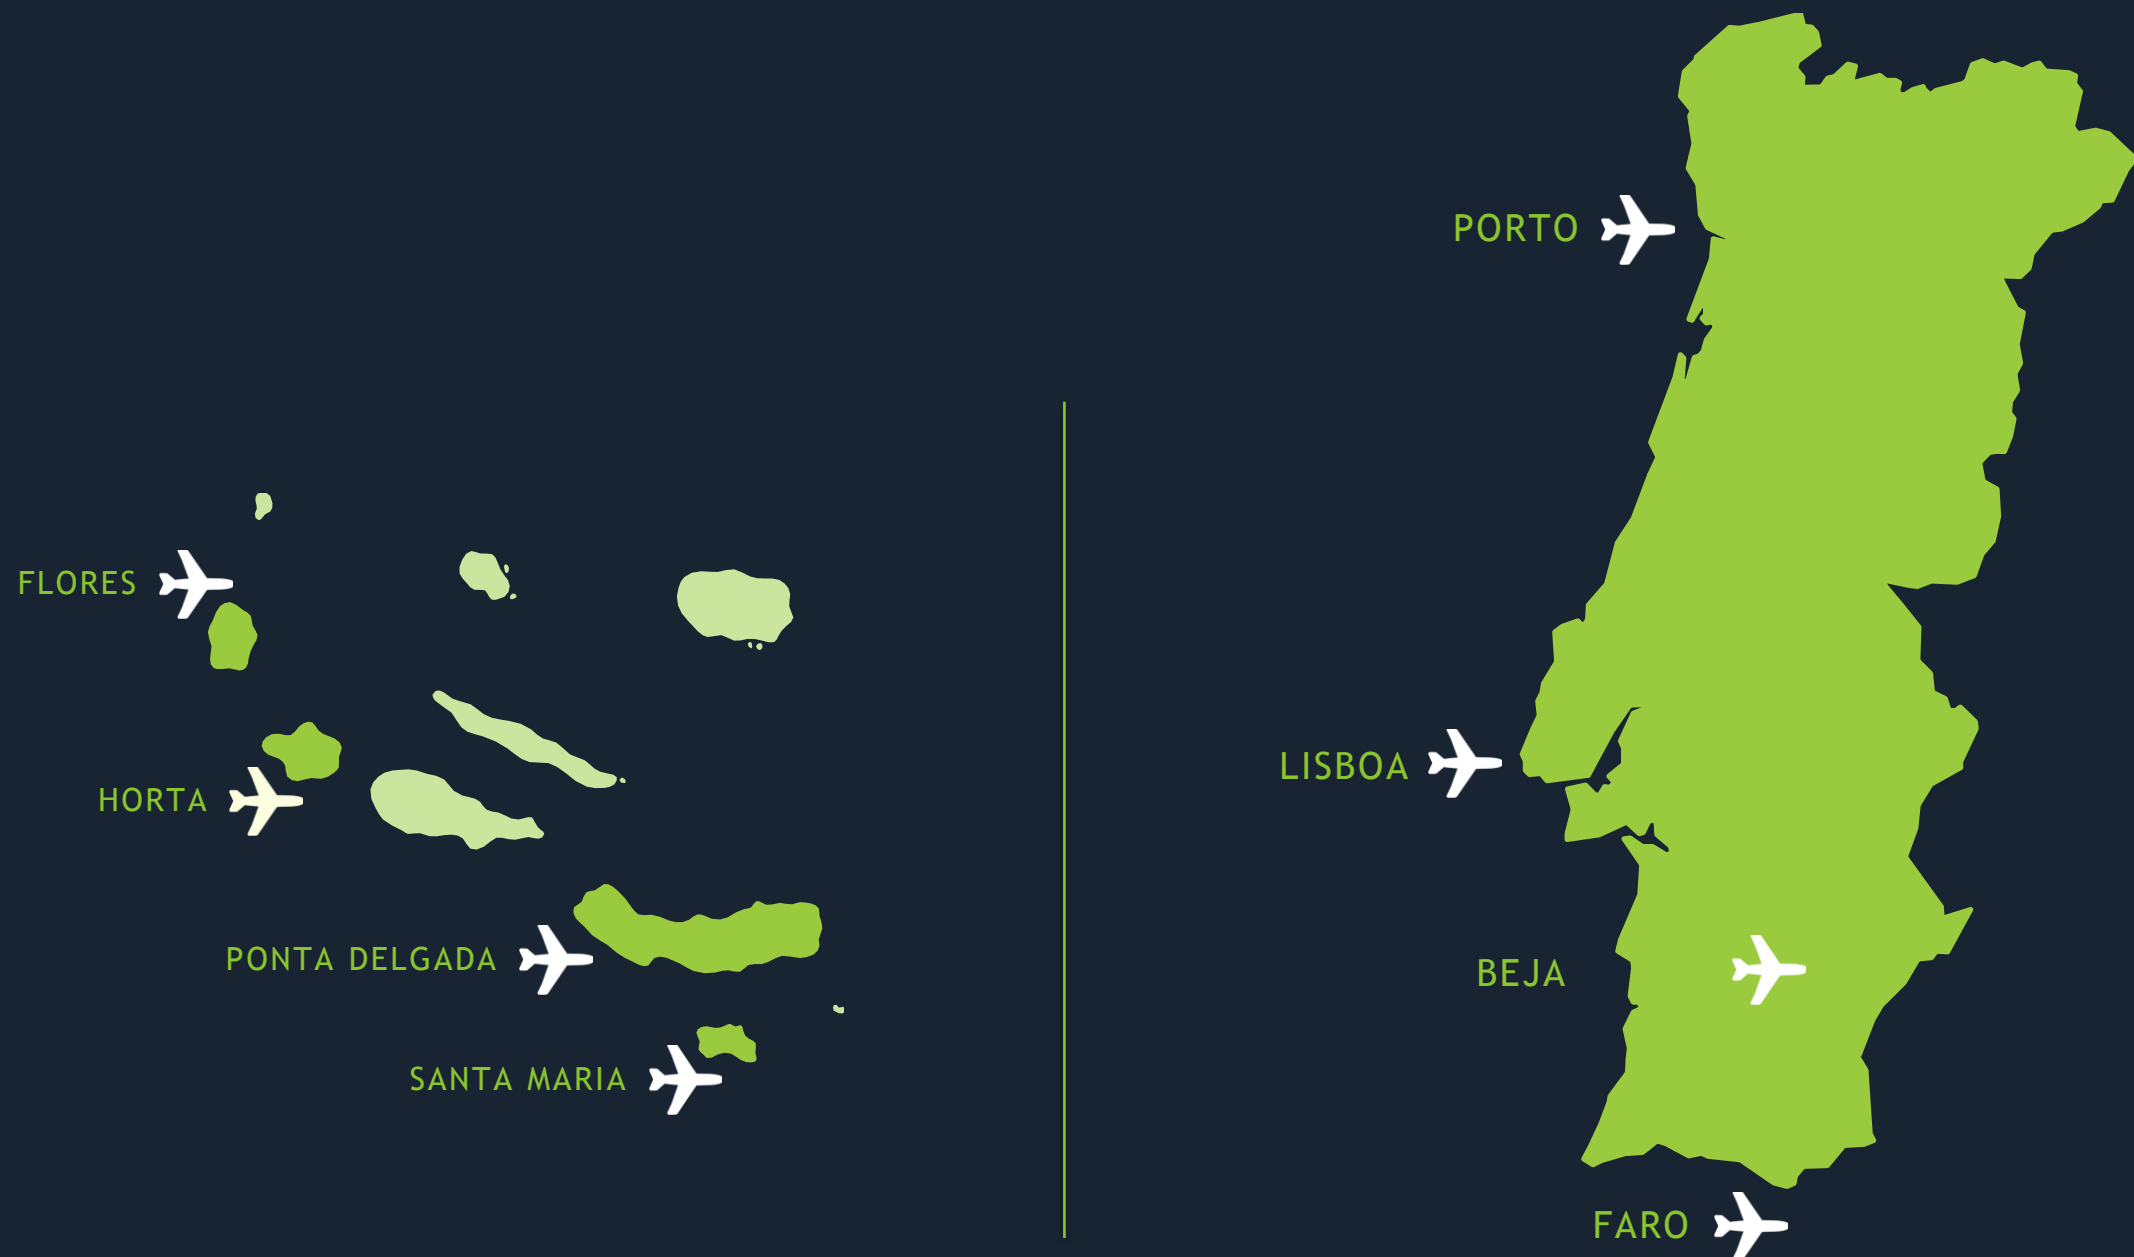 PORTO
FLORES
LISBOA
HORTA
PONTA DELGADA
BEJA
SANTA MARIA
FARO